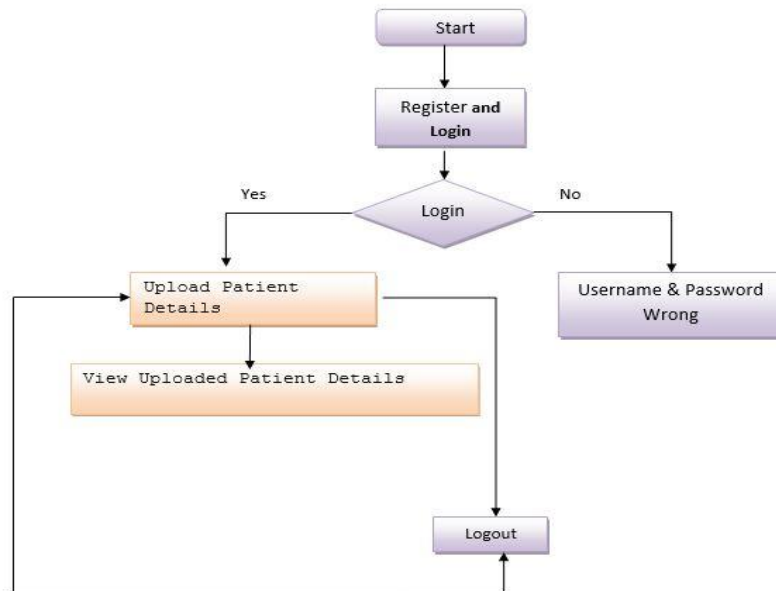 Start
Register and
Login
Yes
Login
No
Upload Patient
Details
Username & Password
Wrong
View Uploaded Patient Details
Logout